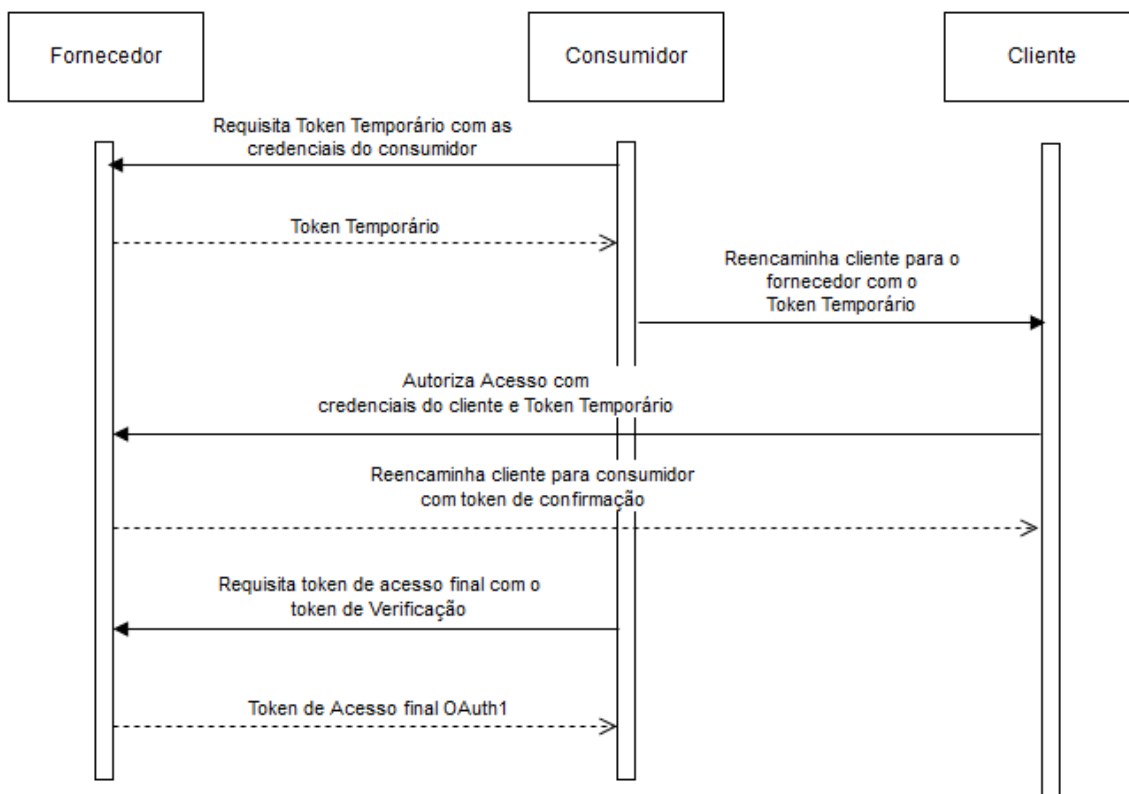 Fornecedor
Consumidor
Cliente
Requisita Token Temporário com as
credenciais do consumidor
Token Temporário
Reencaminha cliente para o
fornecedor com o
Token Temporário
Autoriza Acesso com
credenciais do cliente e Token Temporário
Reencaminha cliente para consumidor
com token de confirmação
Requisita token de acesso final com o
token de Verificação
Token de Acesso final OAuth1